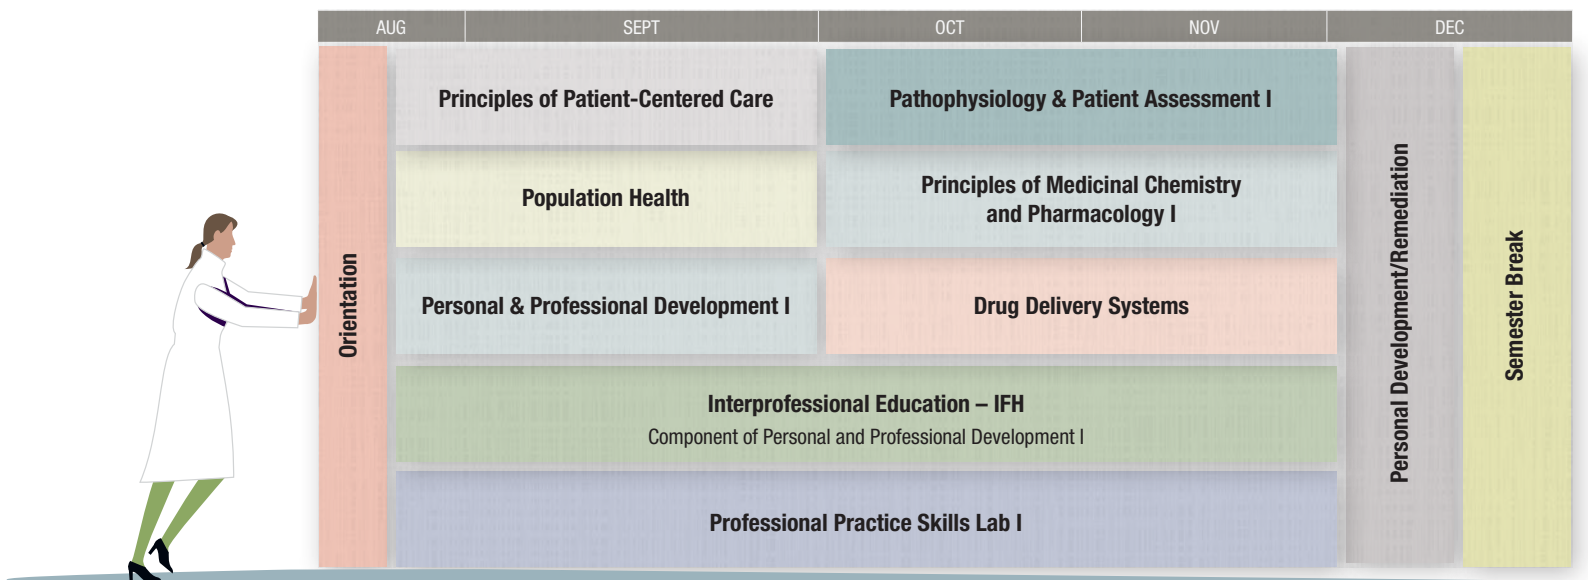 AUG
SEPT
OCT
NOV
DEC
Orientation
Principles of Patient-Centered Care
Pathophysiology & Patient Assessment I
Population Health
Principles of Medicinal Chemistry
and Pharmacology I
Personal & Professional Development I
Drug Delivery Systems
Interprofessional Education – IFH
Component of Personal and Professional Development I
Professional Practice Skills Lab I
Personal Development/Remediation
Semester Break